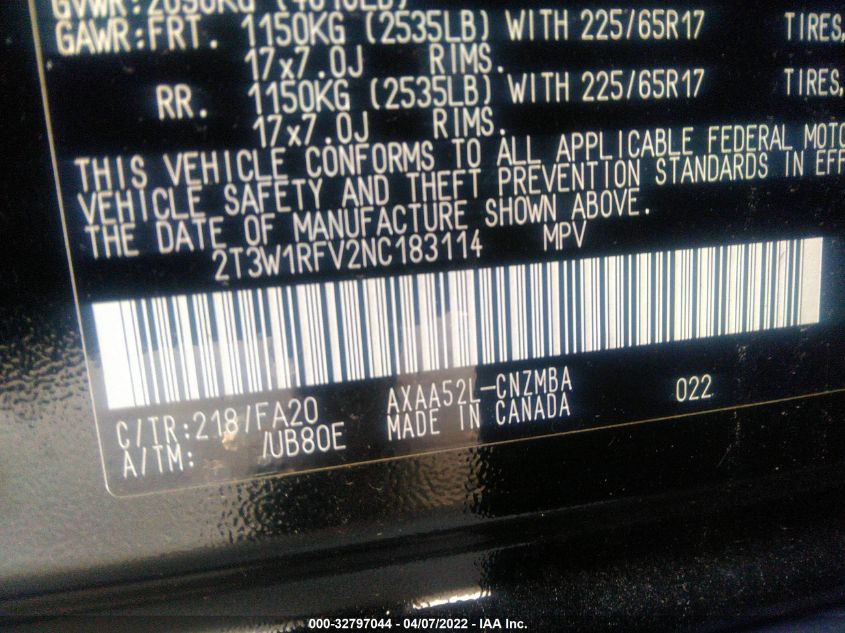 GVWR:2090KG (4610LB)
GAWR:FRT. 1150KG (2535LB) WITH 225/65R17 TIRES,
17x7.0J RIMS.
RR. 1150KG (2535LB) WITH 225/65R17 TIRES,
17x7.0J RIMS.
THIS VEHICLE CONFORMS TO ALL APPLICABLE FEDERAL MOTO
VEHICLE SAFETY AND THEFT PREVENTION STANDARDS IN EFF
THE DATE OF MANUFACTURE SHOWN ABOVE.
2T3W1RFV2NC183114 MPV
C/TR:218/FA20 AXAA52L-CNZMBA 022
A/TM: /UB80E MADE IN CANADA
000-32797044 - 04/07/2022 - IAA Inc.